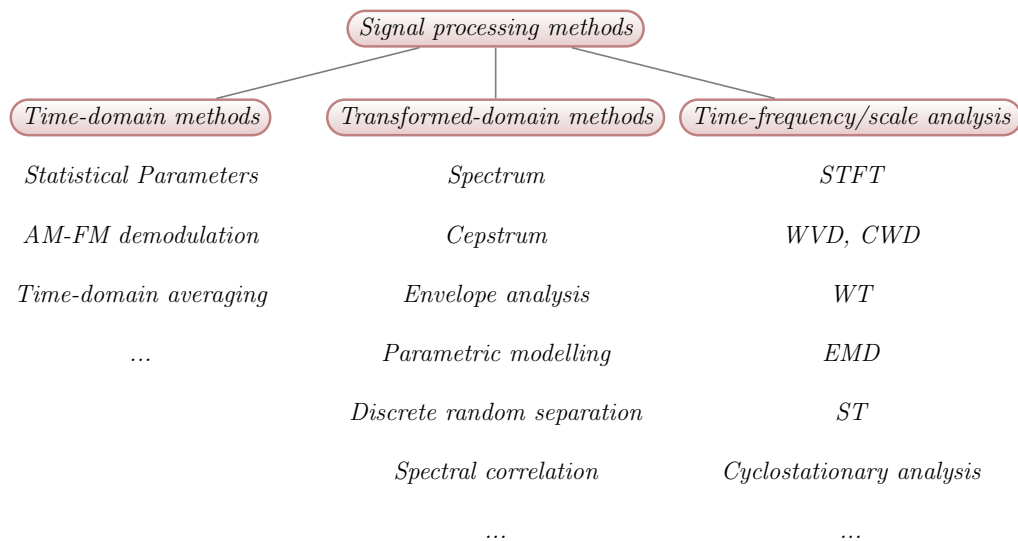 Signal processing methods
Time-domain methods
Transformed-domain methods
Time-frequency/scale analysis
Statistical Parameters
Spectrum
STFT
AM-FM demodulation
Cepstrum
WVD, CWD
Time-domain averaging
Envelope analysis
WT
...
Parametric modelling
EMD
Discrete random separation
ST
Spectral correlation
Cyclostationary analysis
...
...